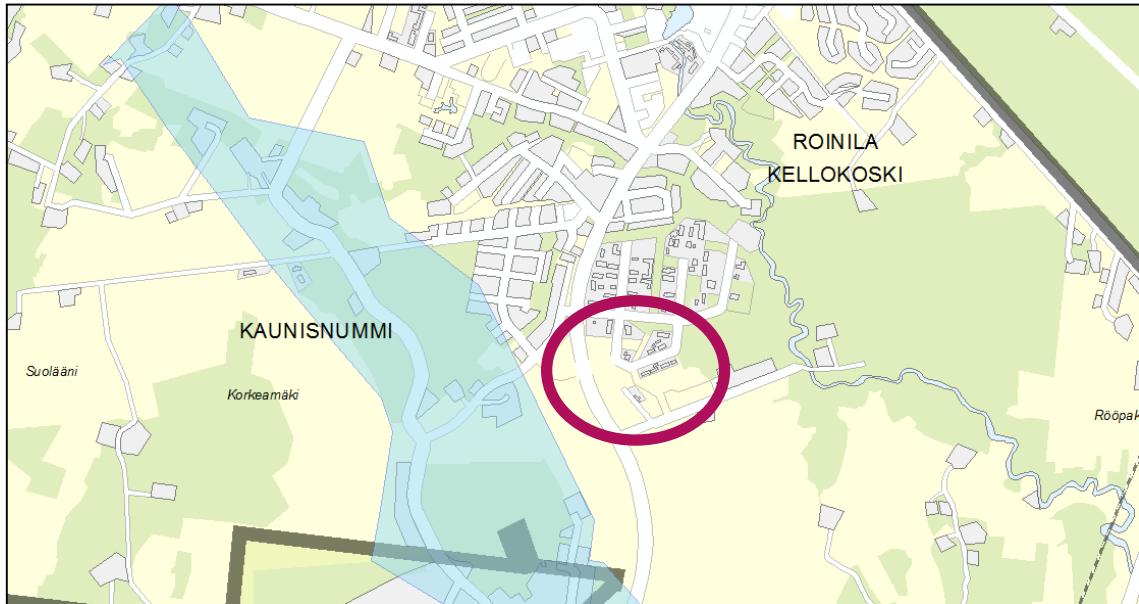 ROINILA
KELLOKOSKI
KAUNISNUMMI
Suolääni
Korkeamäki
Rööpak